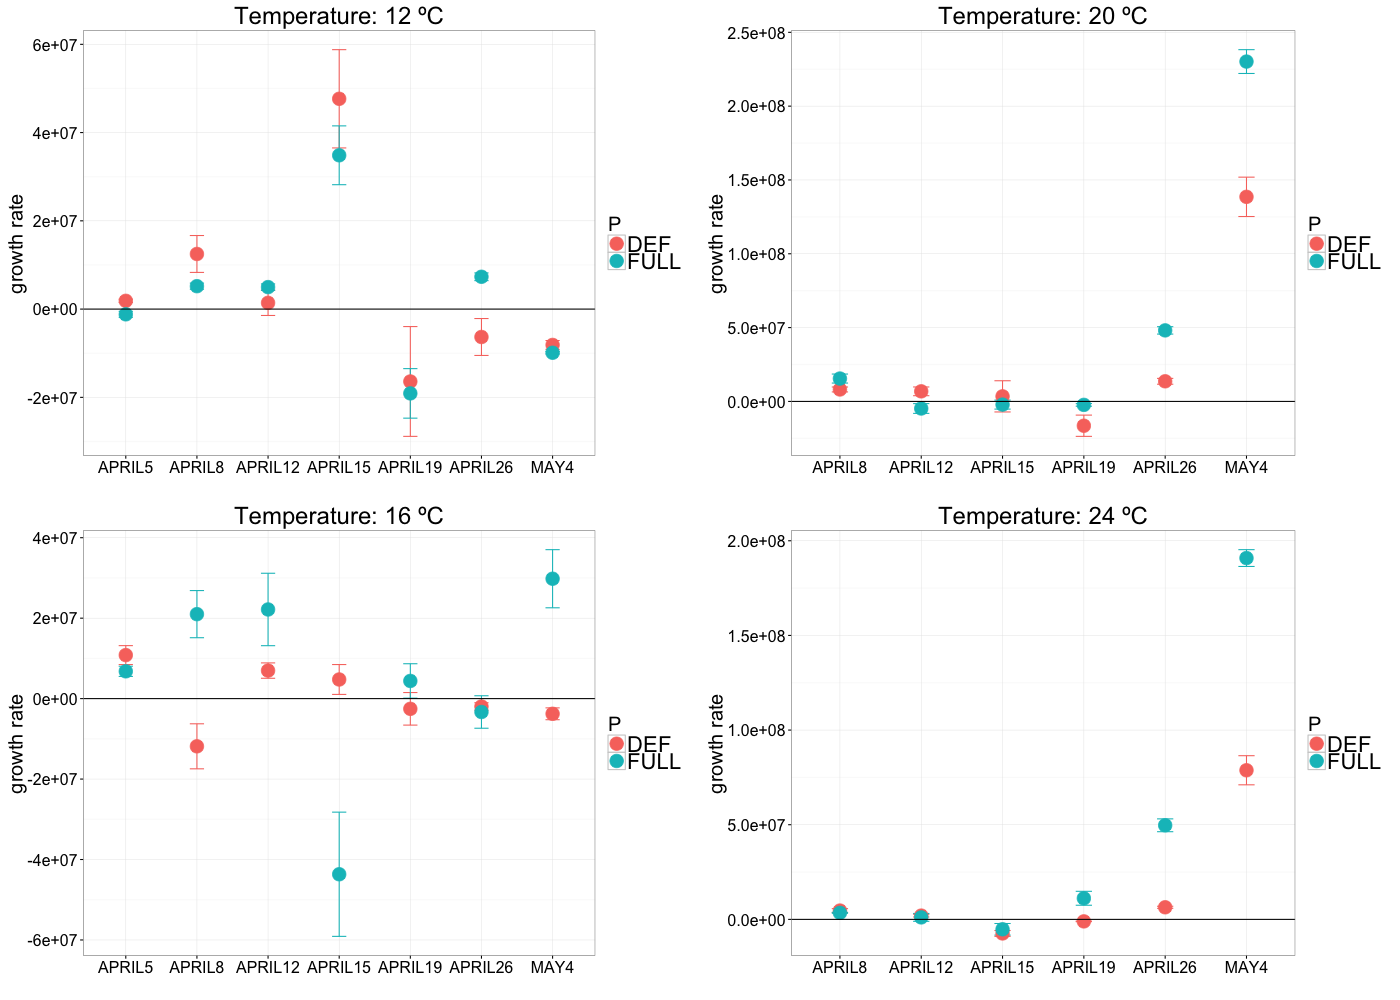 Temperature: 12 ºC
growth rate
6e+07
4e+07
2e+07
0e+00
-2e+07
APRIL5 APRIL8 APRIL12 APRIL15 APRIL19 APRIL26 MAY4
P
DEF
FULL
Temperature: 20 ºC
growth rate
2.5e+08
2.0e+08
1.5e+08
1.0e+08
5.0e+07
0.0e+00
APRIL8 APRIL12 APRIL15 APRIL19 APRIL26 MAY4
P
DEF
FULL
Temperature: 16 ºC
growth rate
4e+07
2e+07
0e+00
-2e+07
-4e+07
-6e+07
APRIL5 APRIL8 APRIL12 APRIL15 APRIL19 APRIL26 MAY4
P
DEF
FULL
Temperature: 24 ºC
growth rate
2.0e+08
1.5e+08
1.0e+08
5.0e+07
0.0e+00
APRIL8 APRIL12 APRIL15 APRIL19 APRIL26 MAY4
P
DEF
FULL